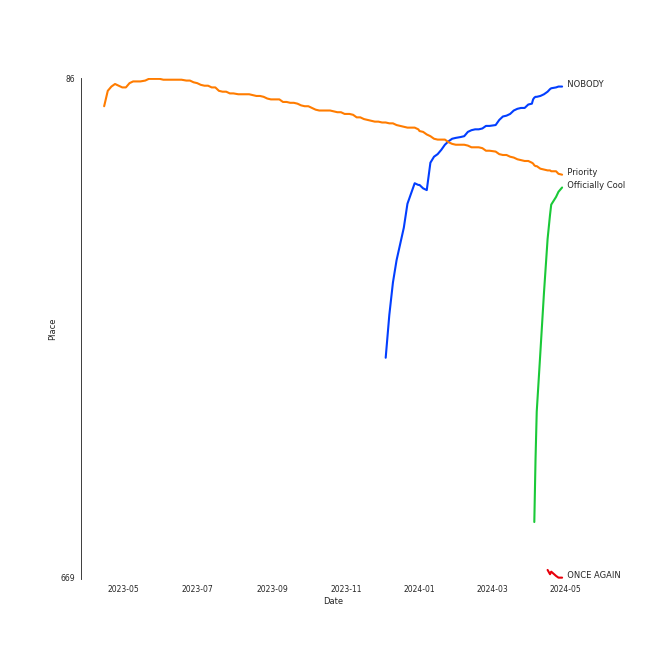 86
NOBODY
Priority
Officially Cool
Place
669
ONCE AGAIN
2023-05 2023-07 2023-09 2023-11 2024-01 2024-03 2024-05
Date